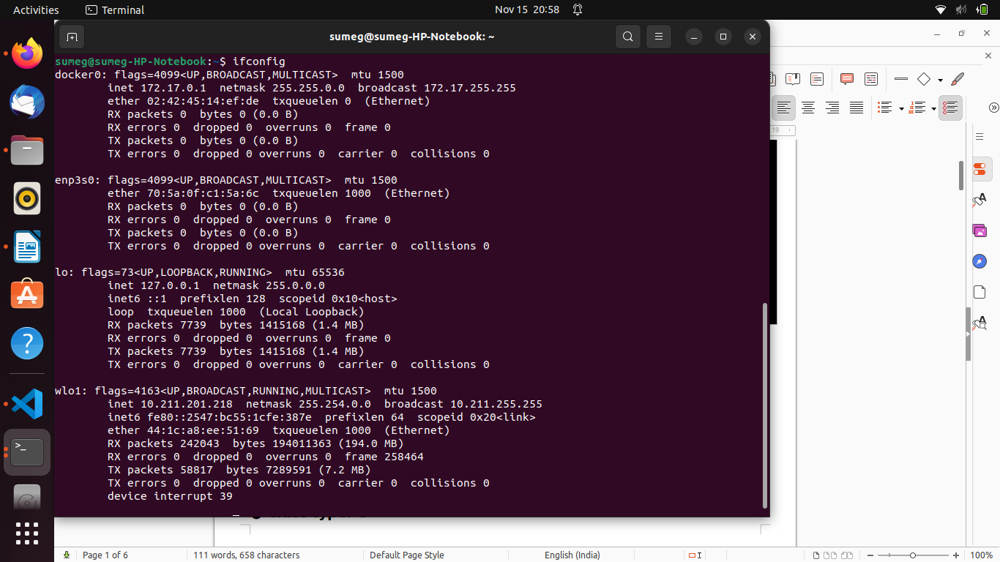 Activities Terminal Nov 15 20:58
sumeg@sumeg-HP-Notebook: ~
sumeg@sumeg-HP-Notebook:~$ ifconfig
docker0: flags=4099<UP,BROADCAST,MULTICAST>  mtu 1500
        inet 172.17.0.1  netmask 255.255.0.0  broadcast 172.17.255.255
        ether 02:42:45:14:ef:de  txqueuelen 0  (Ethernet)
        RX packets 0  bytes 0 (0.0 B)
        RX errors 0  dropped 0  overruns 0  frame 0
        TX packets 0  bytes 0 (0.0 B)
        TX errors 0  dropped 0 overruns 0  carrier 0  collisions 0
enp3s0: flags=4099<UP,BROADCAST,MULTICAST>  mtu 1500
        ether 70:5a:0f:c1:5a:6c  txqueuelen 1000  (Ethernet)
        RX packets 0  bytes 0 (0.0 B)
        RX errors 0  dropped 0  overruns 0  frame 0
        TX packets 0  bytes 0 (0.0 B)
        TX errors 0  dropped 0 overruns 0  carrier 0  collisions 0
lo: flags=73<UP,LOOPBACK,RUNNING>  mtu 65536
        inet 127.0.0.1  netmask 255.0.0.0
        inet6 ::1  prefixlen 128  scopeid 0x10<host>
        loop  txqueuelen 1000  (Local Loopback)
        RX packets 7739  bytes 1415168 (1.4 MB)
        RX errors 0  dropped 0  overruns 0  frame 0
        TX packets 7739  bytes 1415168 (1.4 MB)
        TX errors 0  dropped 0 overruns 0  carrier 0  collisions 0
wlo1: flags=4163<UP,BROADCAST,RUNNING,MULTICAST>  mtu 1500
        inet 10.211.201.218  netmask 255.254.0.0  broadcast 10.211.255.255
        inet6 fe80::2547:bc55:1cfe:387e  prefixlen 64  scopeid 0x20<link>
        ether 44:1c:a8:ee:51:69  txqueuelen 1000  (Ethernet)
        RX packets 242043  bytes 194011363 (194.0 MB)
        RX errors 0  dropped 0  overruns 0  frame 258464
        TX packets 58817  bytes 7289591 (7.2 MB)
        TX errors 0  dropped 0 overruns 0  carrier 0  collisions 0
        device interrupt 39
19
Page 1 of 6 111 words, 658 characters Default Page Style English (India) 100%